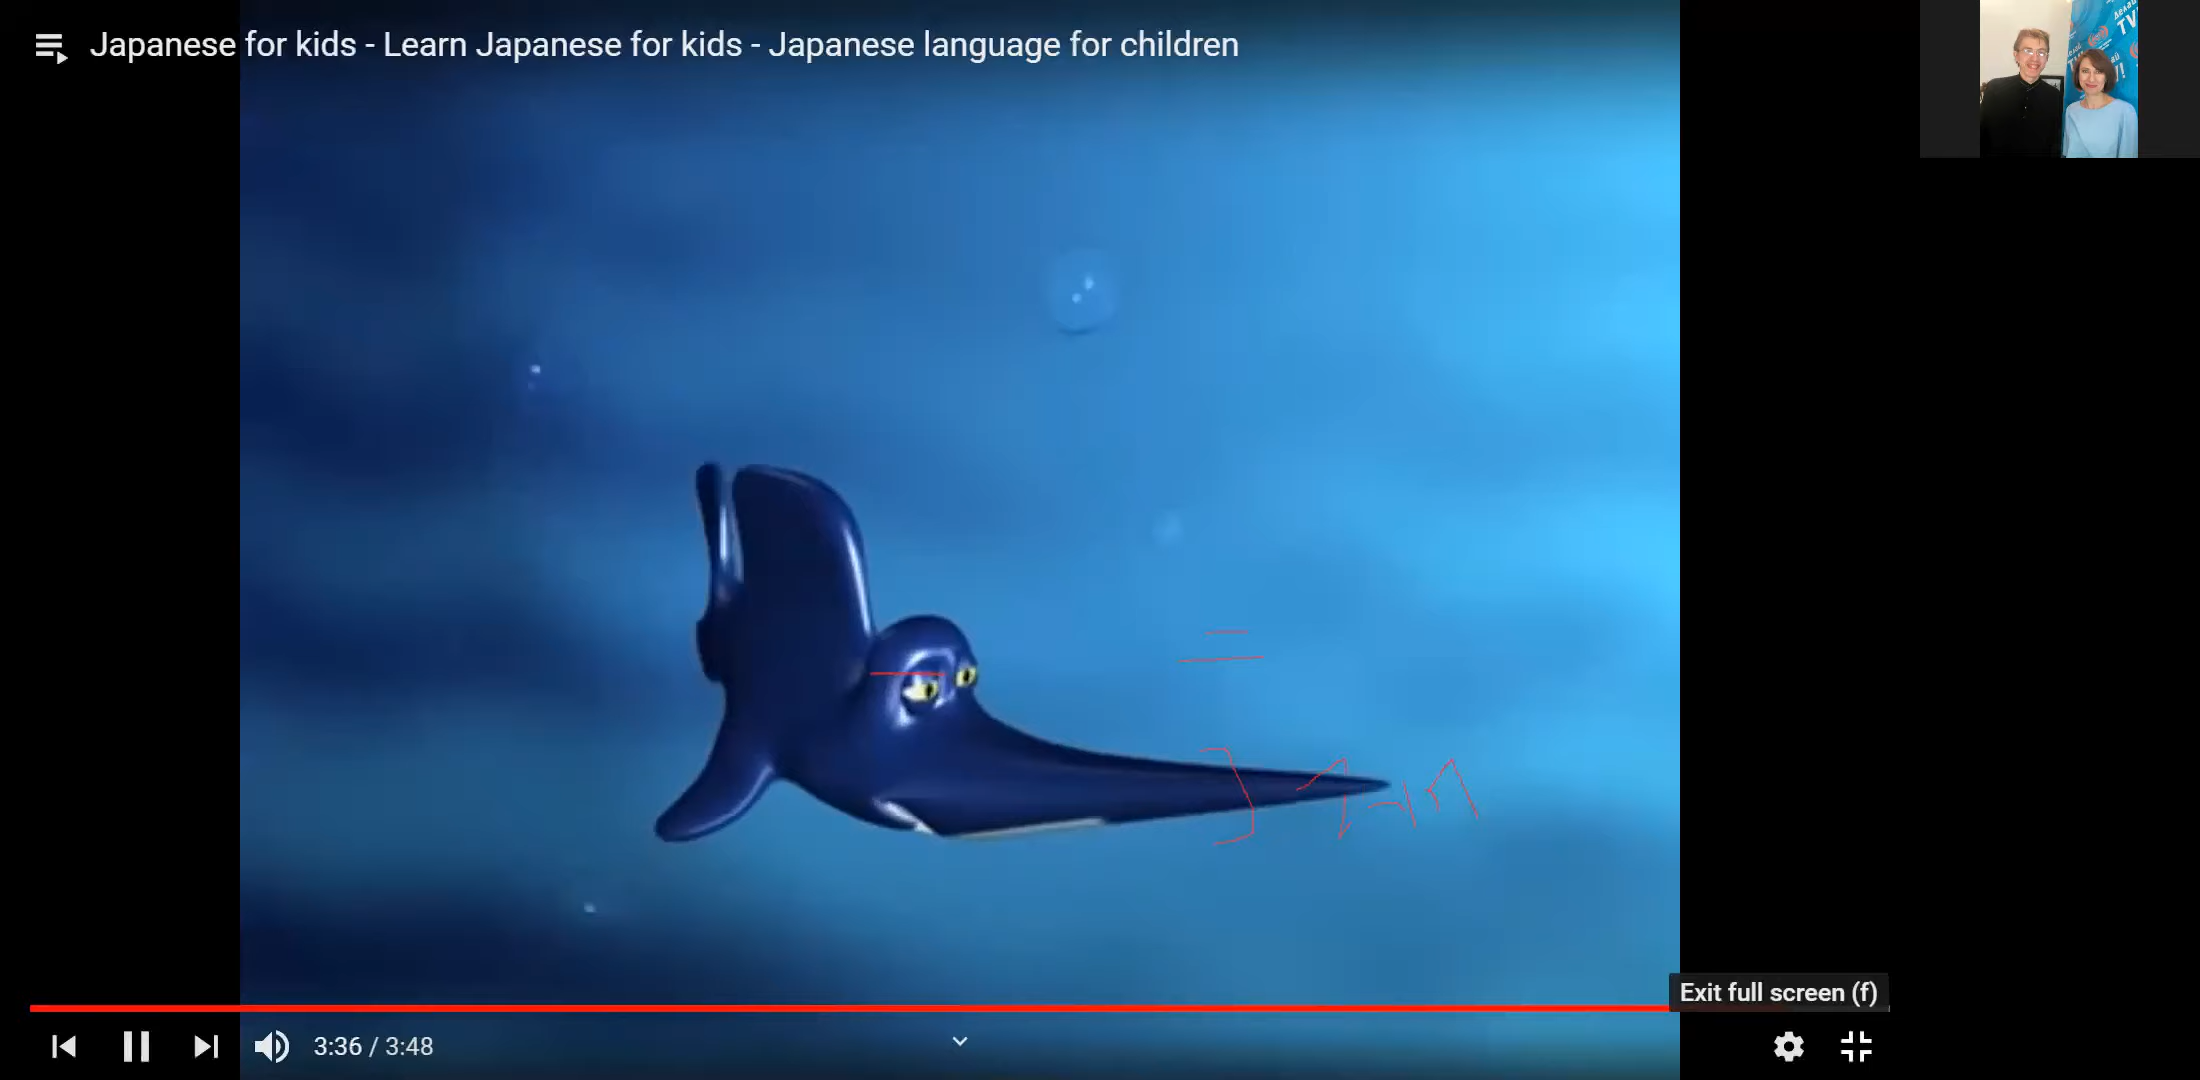 Japanese for kids - Learn Japanese for kids - Japanese language for children
Exit full screen (f)
3:36 / 3:48